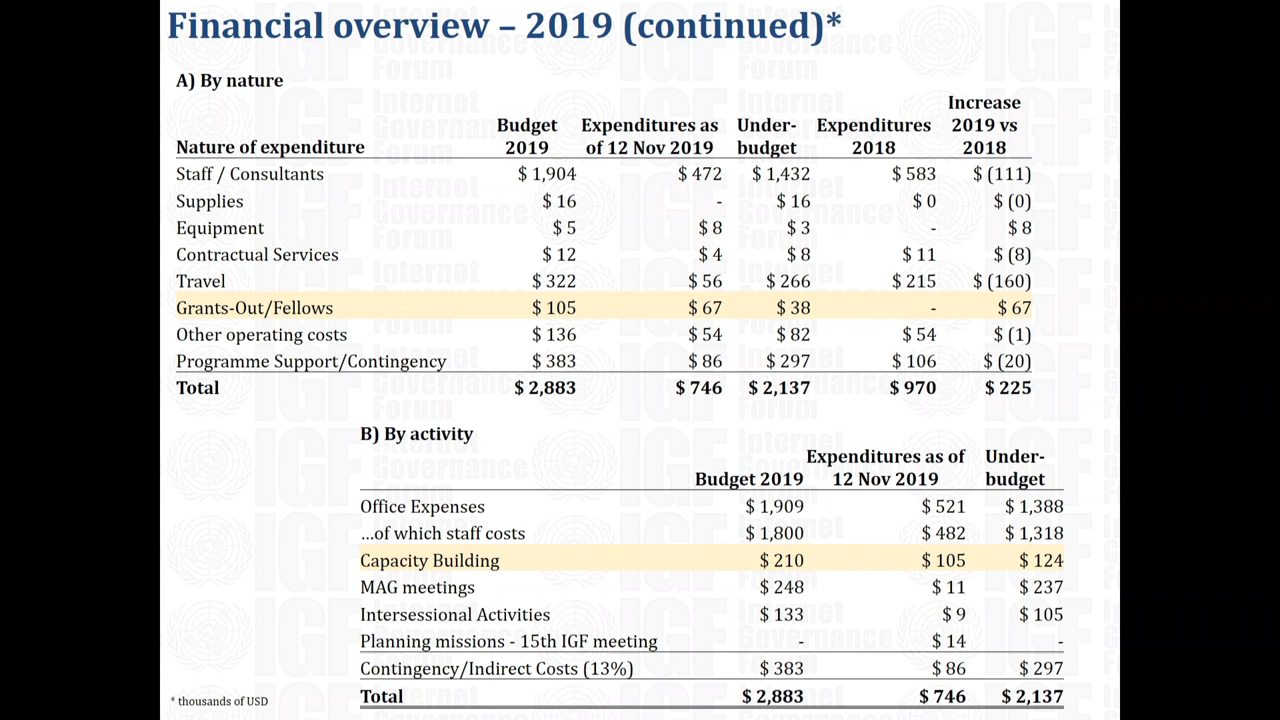 Financial overview – 2019 (continued)*
A) By nature
Nature of expenditure Budget 2019 Expenditures as of 12 Nov 2019 Under-budget Expenditures 2018 Increase 2019 vs 2018
Staff / Consultants $ 1,904 $ 472 $ 1,432 $ 583 $ (111)
Supplies $ 16 - $ 16 $ 0 $ (0)
Equipment $ 5 $ 8 $ 3 - $ 8
Contractual Services $ 12 $ 4 $ 8 $ 11 $ (8)
Travel $ 322 $ 56 $ 266 $ 215 $ (160)
Grants-Out/Fellows $ 105 $ 67 $ 38 - $ 67
Other operating costs $ 136 $ 54 $ 82 $ 54 $ (1)
Programme Support/Contingency $ 383 $ 86 $ 297 $ 106 $ (20)
Total $ 2,883 $ 746 $ 2,137 $ 970 $ 225
B) By activity
Budget 2019 Expenditures as of 12 Nov 2019 Under-budget
Office Expenses $ 1,909 $ 521 $ 1,388
...of which staff costs $ 1,800 $ 482 $ 1,318
Capacity Building $ 210 $ 105 $ 124
MAG meetings $ 248 $ 11 $ 237
Intersessional Activities $ 133 $ 9 $ 105
Planning missions - 15th IGF meeting - $ 14 -
Contingency/Indirect Costs (13%) $ 383 $ 86 $ 297
Total $ 2,883 $ 746 $ 2,137
* thousands of USD
IGF Internet Governance Forum